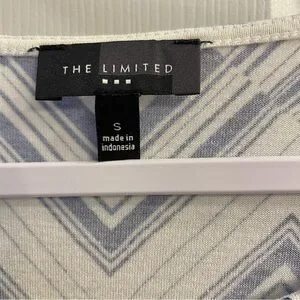 THE LIMITED
S
made in
indonesia